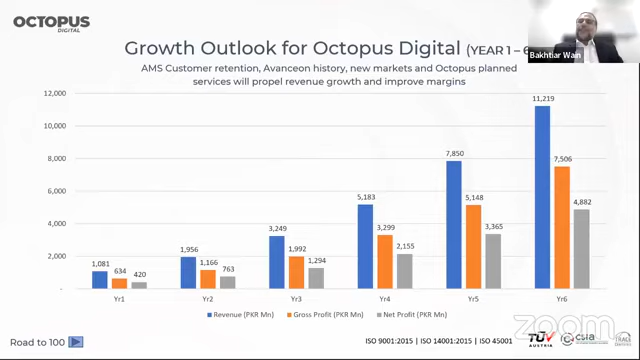 OCTOPUS
DIGITAL
Growth Outlook for Octopus Digital (YEAR 1 – 6
Bakhtiar Wain
AMS Customer retention, Avanceon history, new markets and Octopus planned
services will propel revenue growth and improve margins
12,000
10,000
8,000
6,000
4,000
2,000
-
1,081
634
420
1,956
1,166
763
3,249
1,992
1,294
5,183
3,299
2,155
7,850
5,148
3,365
11,219
7,506
4,882
Yr1 Yr2 Yr3 Yr4 Yr5 Yr6
Revenue (PKR Mn) Gross Profit (PKR Mn) Net Profit (PKR Mn)
zoom
Road to 100
ISO 9001:2015 | ISO 14001:2015 | ISO 45001
TÜV
AUSTRIA
csia
TRACE